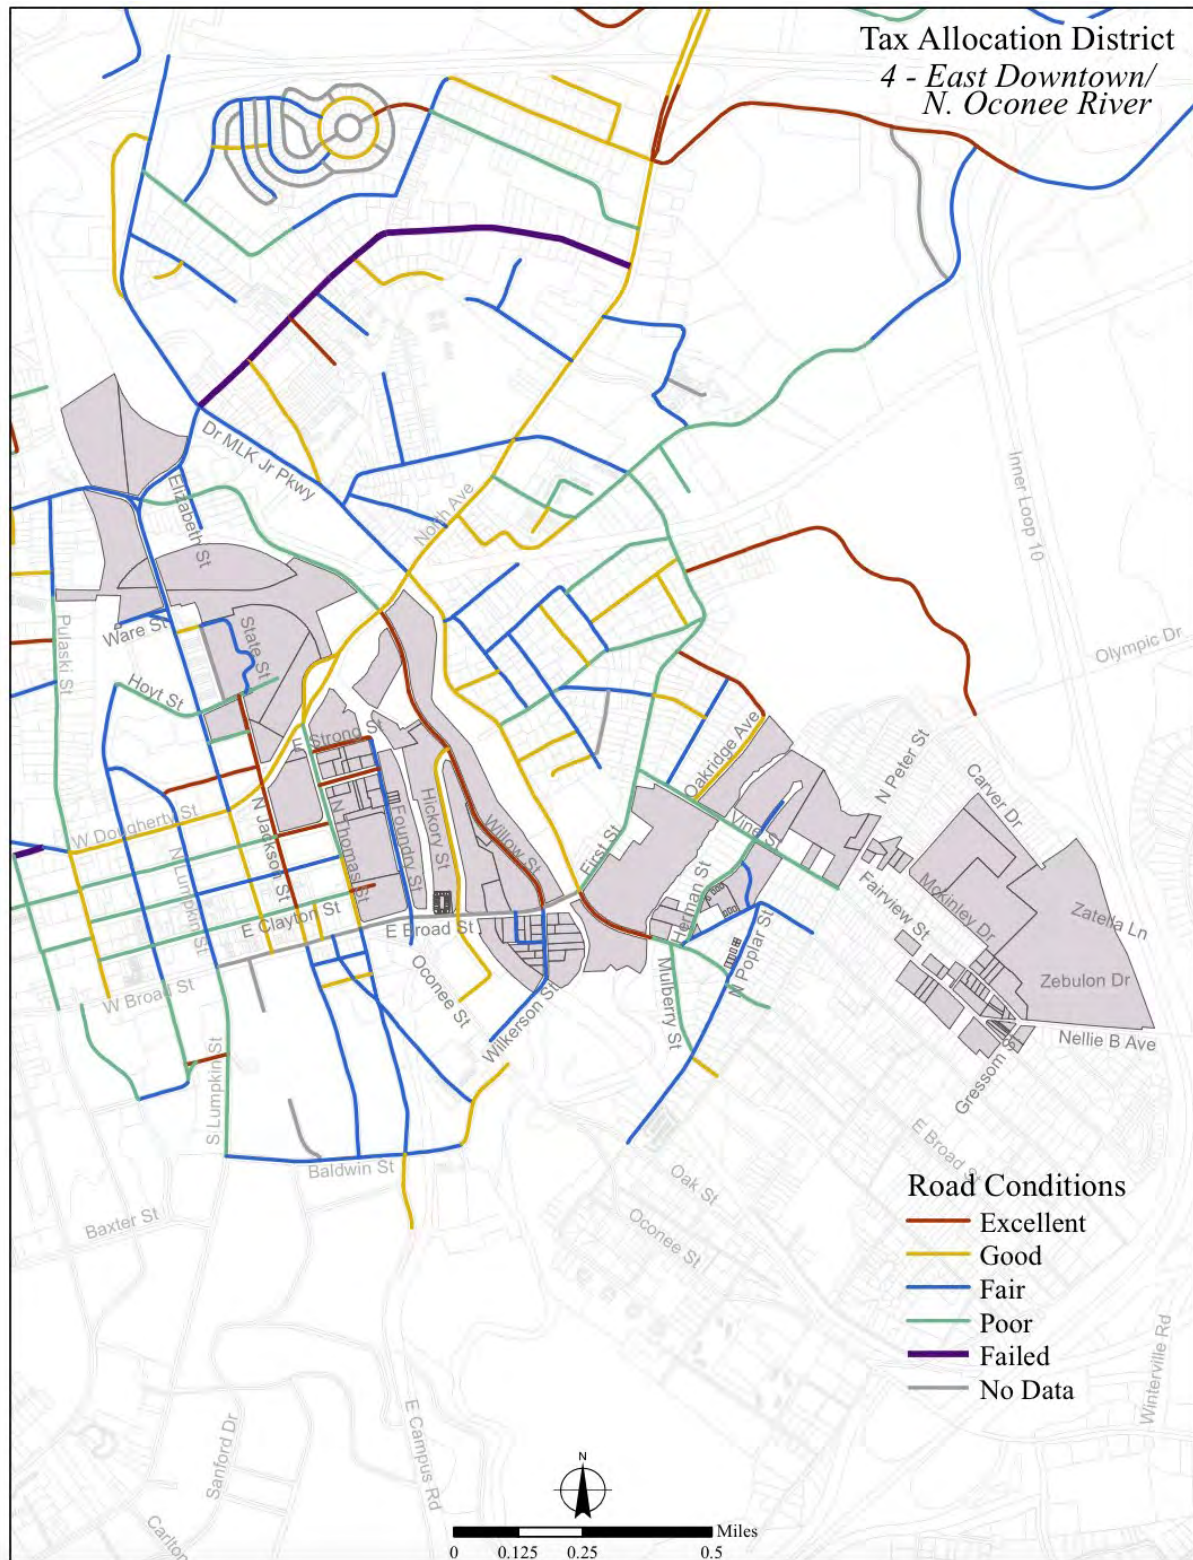 Tax Allocation District
4 - East Downtown/
N. Oconee River
Dr MLK Jr Pkwy
North Ave
Elizabeth St
Inner Loop 10
Olympic Dr
Pulaski St
Ware St
State St
Hoyt St
Strong St
Oakridge Ave
N Peter St
Carver Dr
W Dougherty St
N Lumpkin St
N Jackson St
N Thomas St
Foundry St
Hickory St
Willow St
First St
Vine St
Herman St
Fairview St
McKinley Dr
Zatella Ln
Zebulon Dr
Nellie B Ave
E Clayton St
E Broad St
W Broad St
Oconee St
Wilkerson St
Mulberry St
N Poplar St
Gressom St
E Broad St
S Lumpkin St
Baldwin St
Baxter St
Oak St
Oconee St
Sanford Dr
E Campus Rd
Winterville Rd
Road Conditions
Excellent
Good
Fair
Poor
Failed
No Data
N
Miles
0 0.125 0.25 0.5